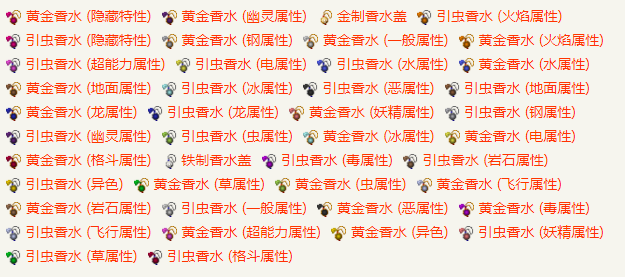 黄金香水 (隐藏特性) 黄金香水 (幽灵属性) 金制香水盖 引虫香水 (火焰属性)
引虫香水 (隐藏特性) 黄金香水 (钢属性) 黄金香水 (一般属性) 黄金香水 (火焰属性)
引虫香水 (超能力属性) 引虫香水 (电属性) 引虫香水 (水属性) 黄金香水 (水属性)
黄金香水 (地面属性) 引虫香水 (冰属性) 引虫香水 (恶属性) 引虫香水 (地面属性)
黄金香水 (龙属性) 引虫香水 (龙属性) 黄金香水 (妖精属性) 引虫香水 (钢属性)
引虫香水 (幽灵属性) 引虫香水 (虫属性) 黄金香水 (冰属性) 黄金香水 (电属性)
黄金香水 (格斗属性) 铁制香水盖 引虫香水 (毒属性) 引虫香水 (岩石属性)
引虫香水 (异色) 黄金香水 (草属性) 黄金香水 (虫属性) 黄金香水 (飞行属性)
黄金香水 (岩石属性) 引虫香水 (一般属性) 黄金香水 (恶属性) 黄金香水 (毒属性)
引虫香水 (飞行属性) 黄金香水 (超能力属性) 黄金香水 (异色) 引虫香水 (妖精属性)
引虫香水 (草属性) 引虫香水 (格斗属性)